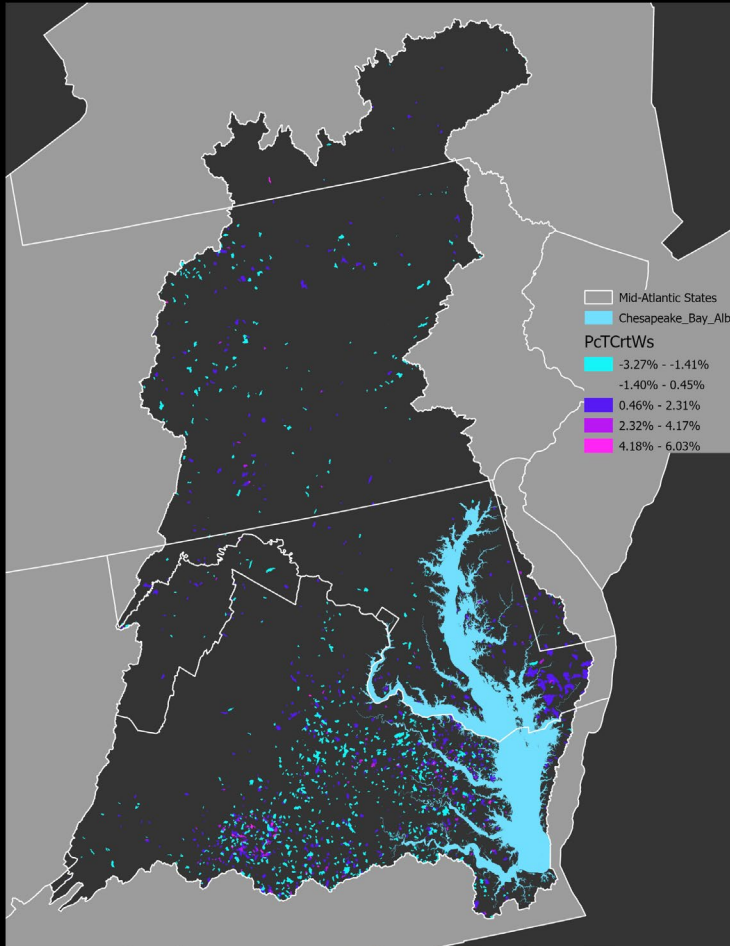 Mid-Atlantic States
Chesapeake_Bay_Alb
PcTCrtWs
-3.27% - -1.41%
-1.40% - 0.45%
0.46% - 2.31%
2.32% - 4.17%
4.18% - 6.03%